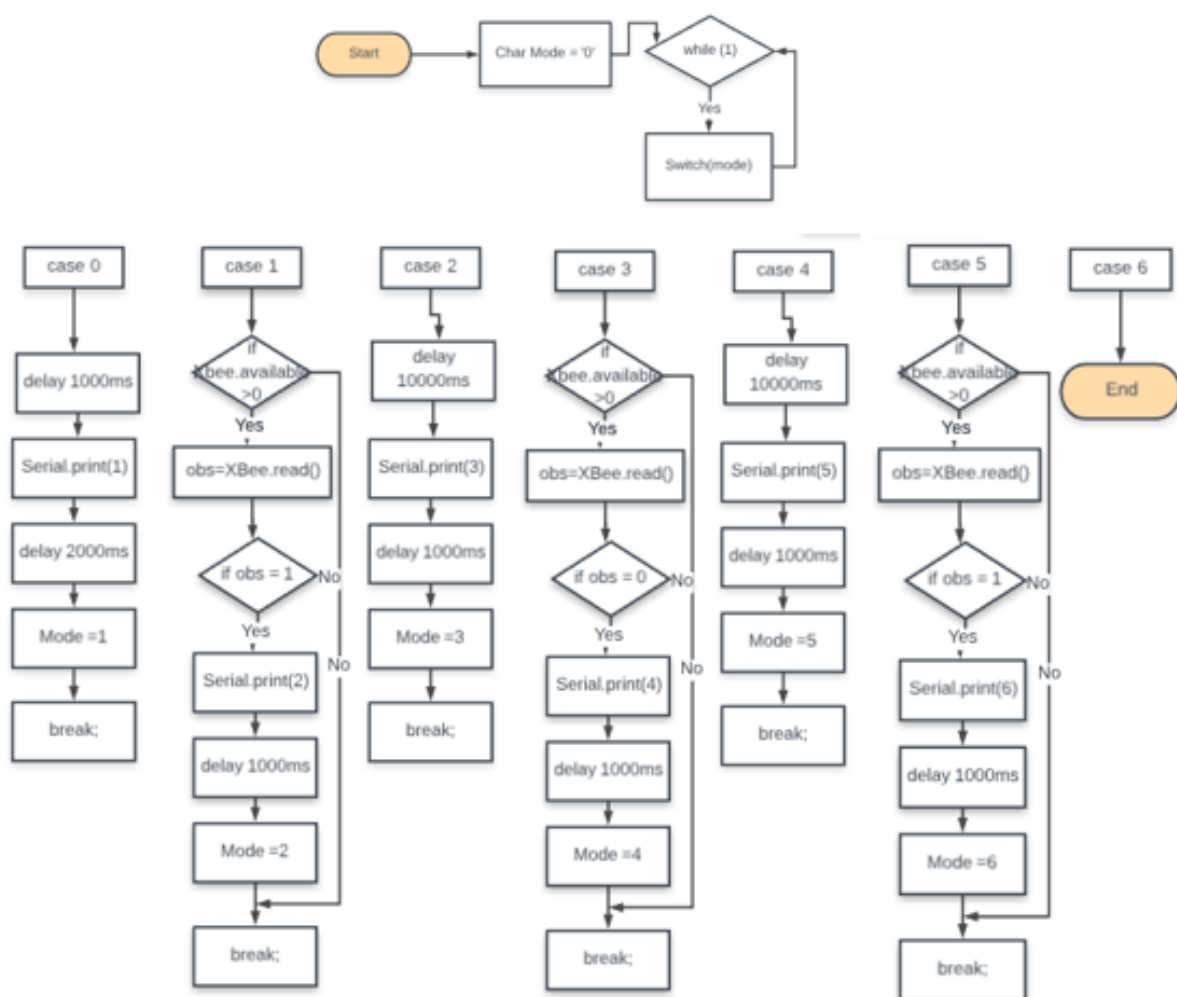 Start
Char Mode = '0'
while (1)
Yes
Switch(mode)
case 0
delay 1000ms
Serial.print(1)
delay 2000ms
Mode =1
break;
case 1
if
Xbee.available
>0
Yes
obs=XBee.read()
if obs = 1
No
Yes
Serial.print(2)
No
delay 1000ms
Mode =2
break;
case 2
delay
10000ms
Serial.print(3)
delay 1000ms
Mode =3
break;
case 3
if
Xbee.available
>0
Yes
obs=XBee.read()
if obs = 0
No
Yes
Serial.print(4)
No
delay 1000ms
Mode =4
break;
case 4
delay
10000ms
Serial.print(5)
delay 1000ms
Mode =5
break;
case 5
if
Xbee.available
>0
Yes
obs=XBee.read()
if obs = 1
No
Yes
Serial.print(6)
No
delay 1000ms
Mode =6
break;
case 6
End